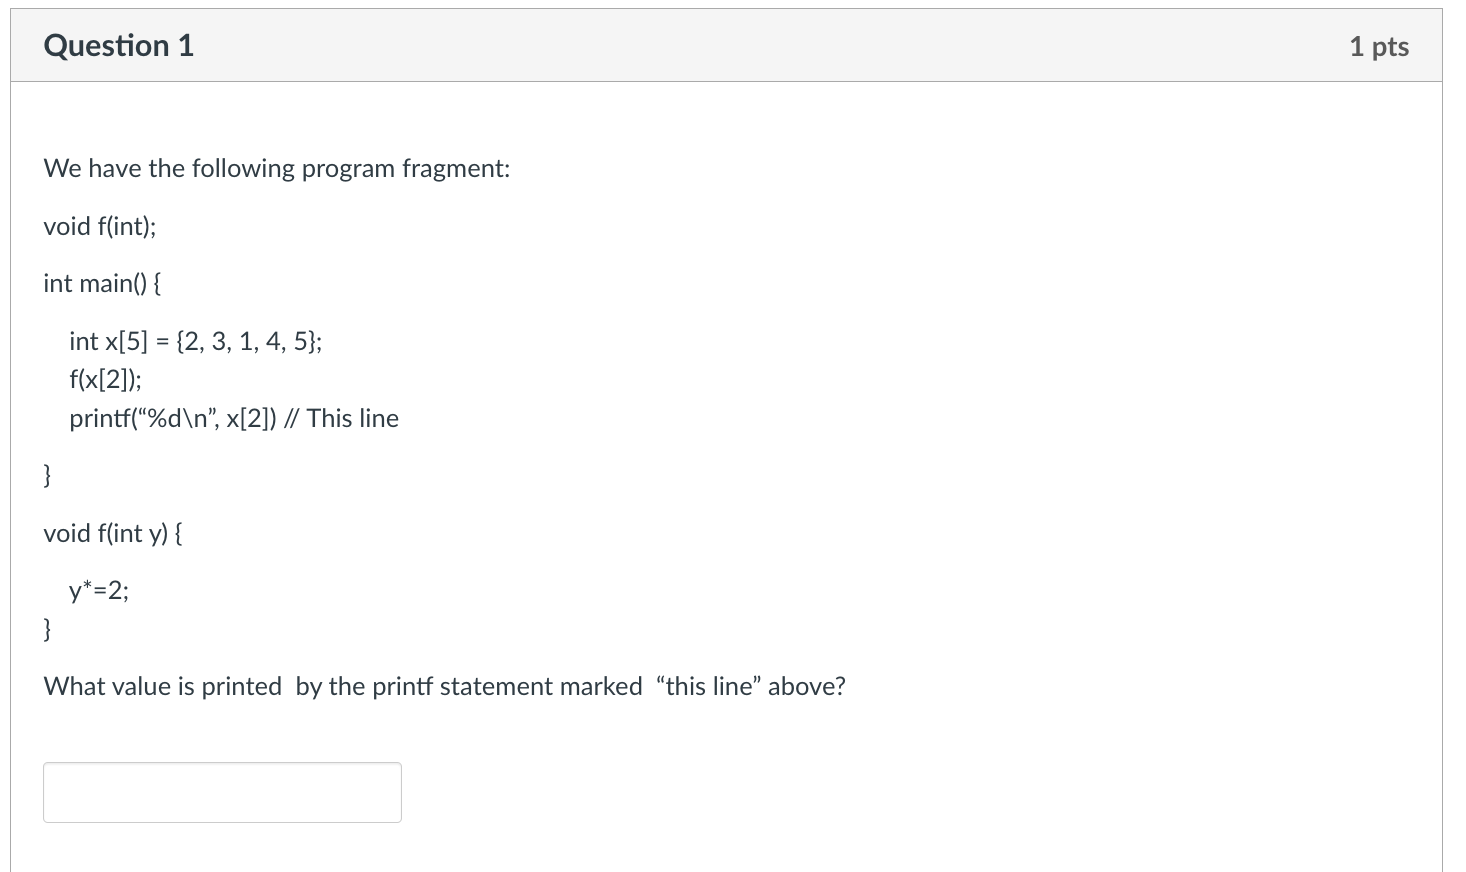 Question 1
1 pts
We have the following program fragment:
void f(int);
int main() {
int x[5] = {2, 3, 1, 4, 5};
f(x[2]);
printf(“%d\n”, x[2]) // This line
}
void f(int y) {
y*=2;
}
What value is printed  by the printf statement marked  “this line” above?